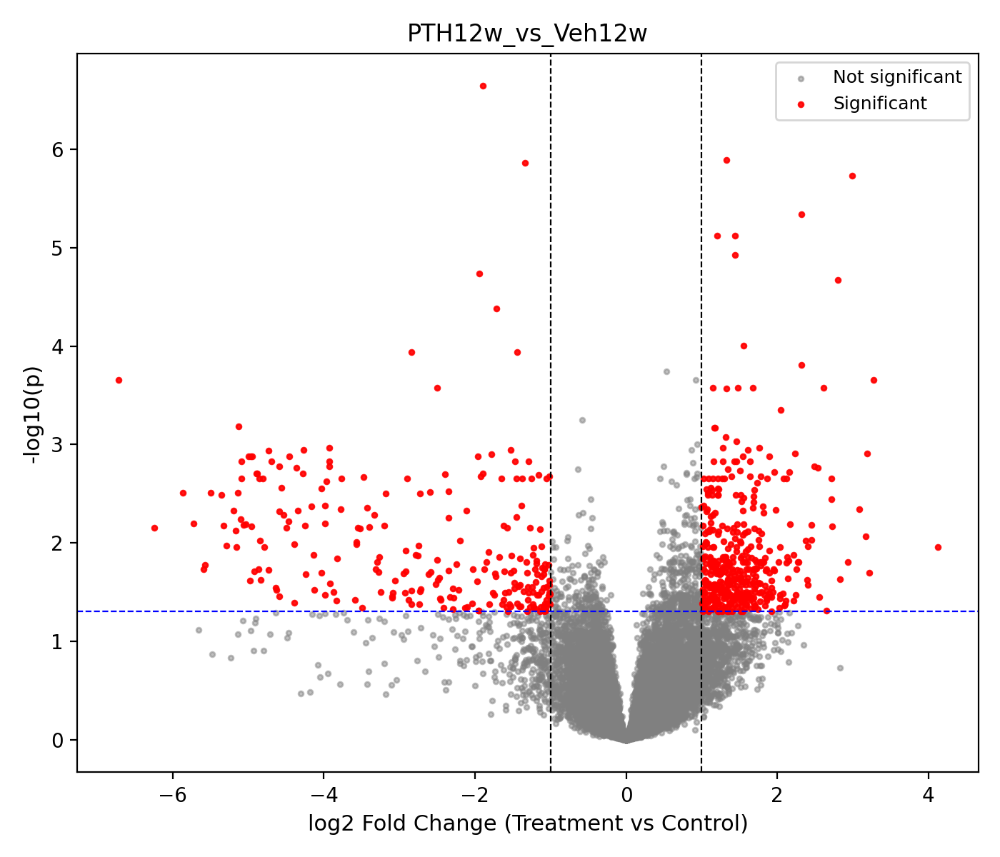 PTH12w_vs_Veh12w
Not significant
Significant
6
5
4
3
2
1
0
-log10(p)
−6
−4
−2
0
2
4
log2 Fold Change (Treatment vs Control)